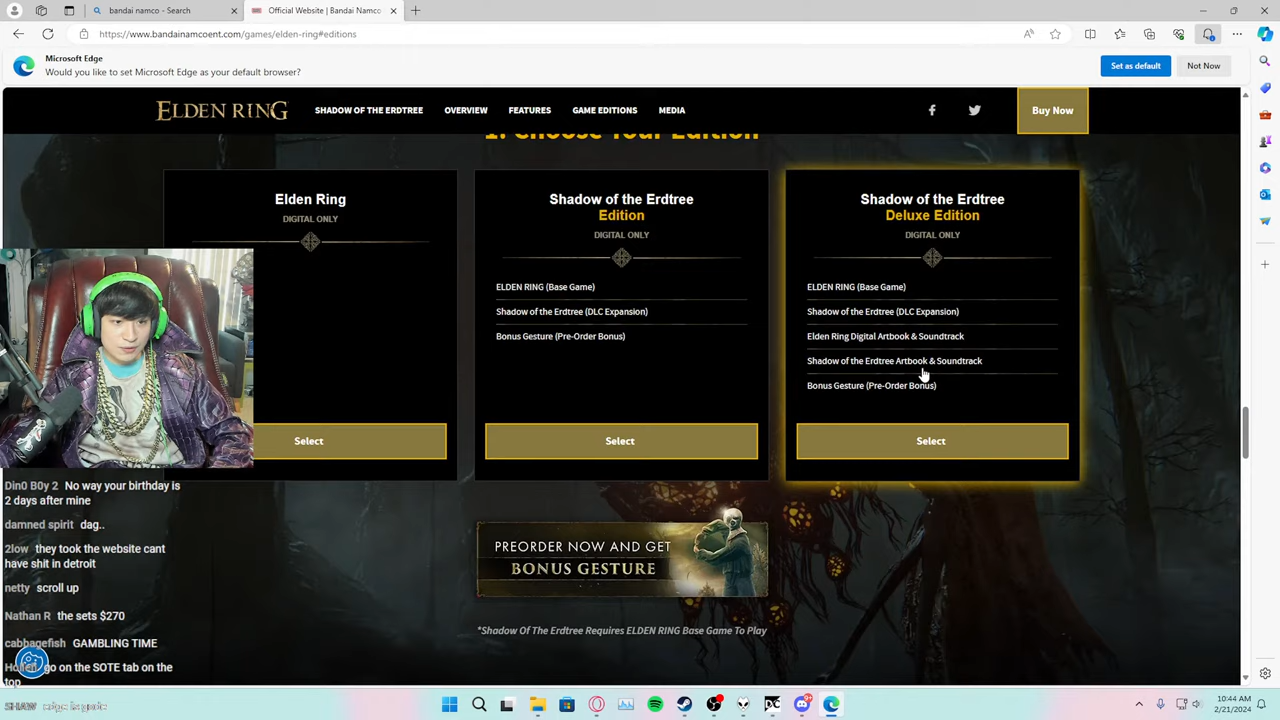 bandai namco - Search
Official Website | Bandai Namco
https://www.bandainamcoent.com/games/elden-ring#editions
Microsoft Edge
Would you like to set Microsoft Edge as your default browser?
Set as default
Not Now
ELDEN RING
SHADOW OF THE ERDTREE
OVERVIEW
FEATURES
GAME EDITIONS
MEDIA
Buy Now
1. Choose Your Edition
Elden Ring
DIGITAL ONLY
Select
Shadow of the Erdtree
Edition
DIGITAL ONLY
ELDEN RING (Base Game)
Shadow of the Erdtree (DLC Expansion)
Bonus Gesture (Pre-Order Bonus)
Select
Shadow of the Erdtree
Deluxe Edition
DIGITAL ONLY
ELDEN RING (Base Game)
Shadow of the Erdtree (DLC Expansion)
Elden Ring Digital Artbook & Soundtrack
Shadow of the Erdtree Artbook & Soundtrack
Bonus Gesture (Pre-Order Bonus)
Select
PREORDER NOW AND GET
BONUS GESTURE
*Shadow Of The Erdtree Requires ELDEN RING Base Game To Play
Din0 B0y 2 No way your birthday is
2 days after mine
damned spirit dag..
2low they took the website cant
have shit in detroit
netty scroll up
Nathan R the sets $270
cabbagefish GAMBLING TIME
go on the SOTE tab on the
top
SHAW
10:44 AM
2/21/2024